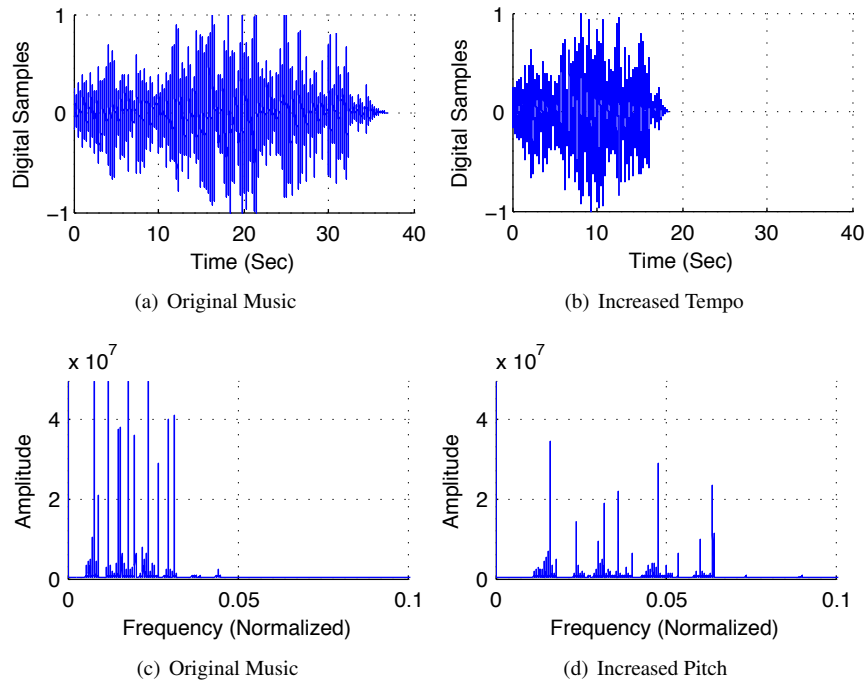 1
0
−1
Digital Samples
0 10 20 30 40
Time (Sec)
(a) Original Music
1
0
−1
Digital Samples
0 10 20 30 40
Time (Sec)
(b) Increased Tempo
x 10^7
4
2
0
Amplitude
0 0.05 0.1
Frequency (Normalized)
(c) Original Music
x 10^7
4
2
0
Amplitude
0 0.05 0.1
Frequency (Normalized)
(d) Increased Pitch